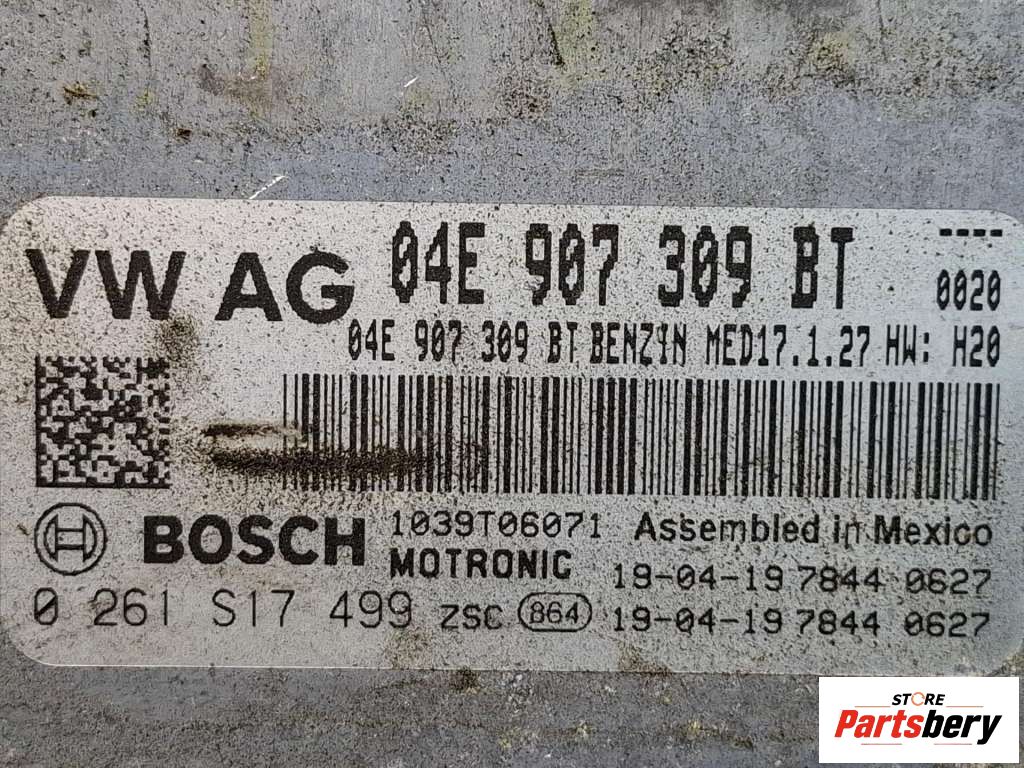 VW AG 04E 907 309 BT ----
0020
04E 907 309 BT BENZIN MED17.1.27 HW: H20
BOSCH 1039T06071 Assembled in Mexico
MOTRONIC 19-04-19 7844 0627
0 261 S17 499 ZSC 864 19-04-19 7844 0627
STORE
Partsbery